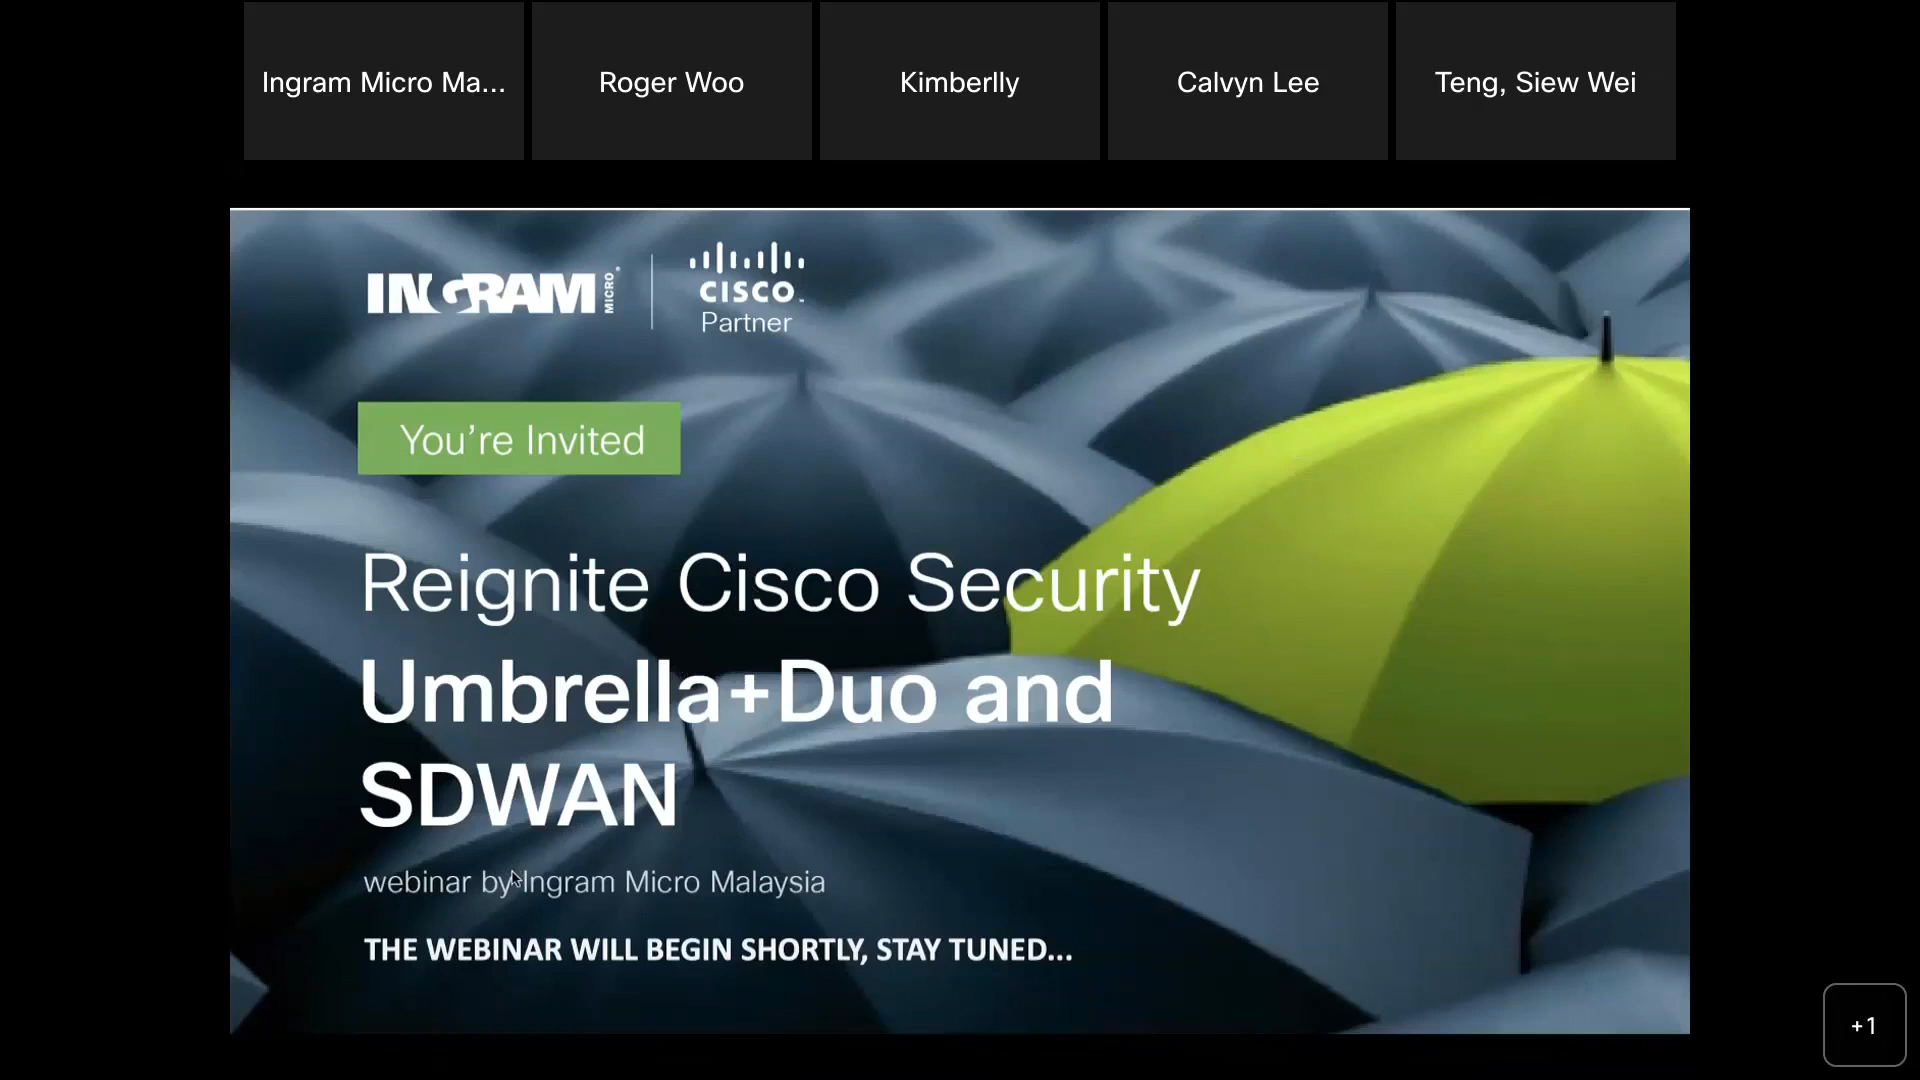 Ingram Micro Ma...
Roger Woo
Kimberlly
Calvyn Lee
Teng, Siew Wei
INGRAM MICRO
CISCO
Partner
You’re Invited
Reignite Cisco Security
Umbrella+Duo and
SDWAN
webinar by Ingram Micro Malaysia
THE WEBINAR WILL BEGIN SHORTLY, STAY TUNED...
+1